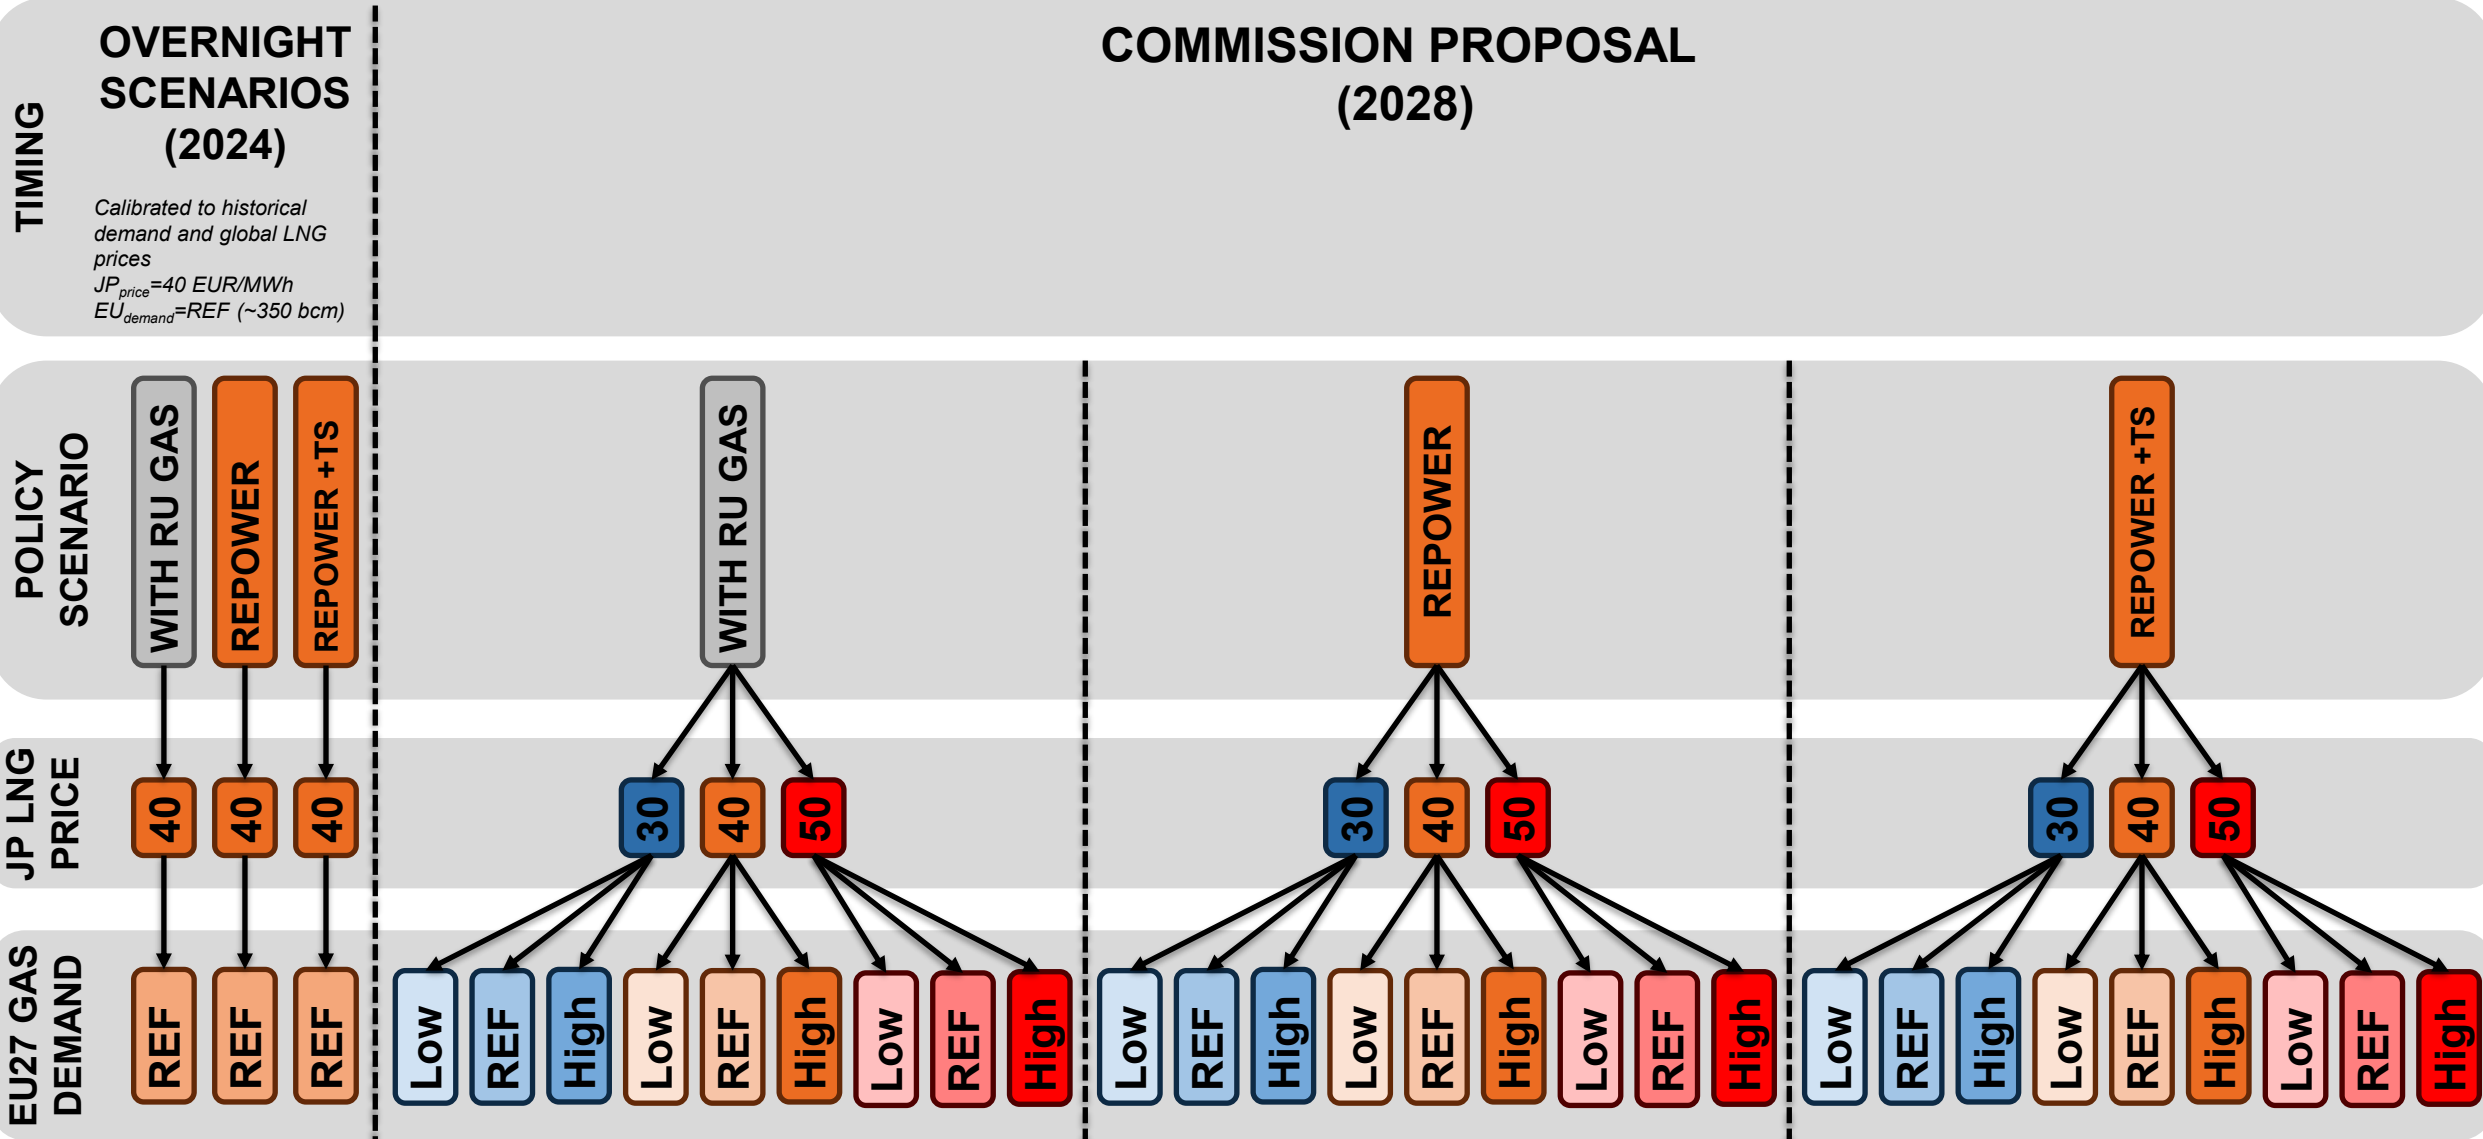 TIMING
OVERNIGHT
SCENARIOS
(2024)
Calibrated to historical
demand and global LNG
prices
JPprice=40 EUR/MWh
EUdemand=REF (~350 bcm)
COMMISSION PROPOSAL
(2028)
POLICY
SCENARIO
WITH RU GAS
REPOWER
REPOWER +TS
WITH RU GAS
REPOWER
REPOWER +TS
JP LNG
PRICE
40
40
40
30
40
50
30
40
50
30
40
50
EU27 GAS
DEMAND
REF
REF
REF
Low
REF
High
Low
REF
High
Low
REF
High
Low
REF
High
Low
REF
High
Low
REF
High
Low
REF
High
Low
REF
High
Low
REF
High